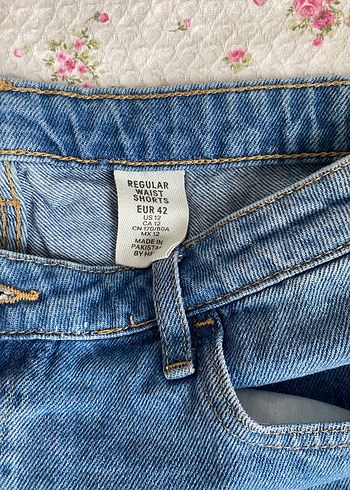 REGULAR
WAIST
SHORTS
EUR 42
US 12
CA 12
CN 170/80A
MX 12
MADE IN
PAKISTAN
BY